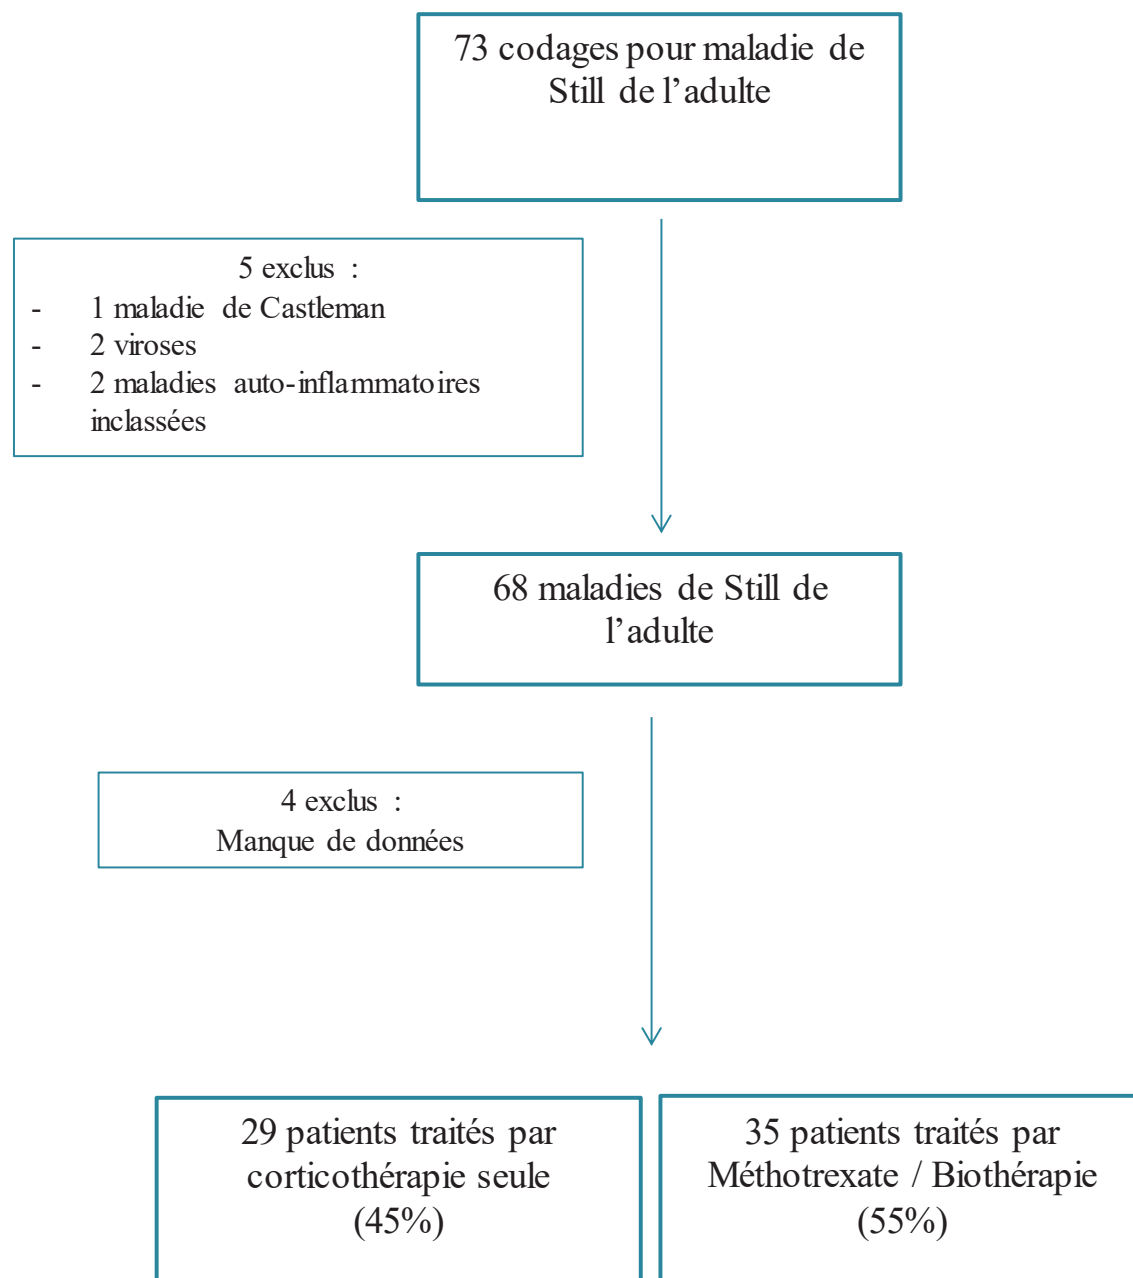 73 codages pour maladie de
Still de l’adulte
5 exclus :
- 1 maladie de Castleman
- 2 viroses
- 2 maladies auto-inflammatoires
inclassées
68 maladies de Still de
l’adulte
4 exclus :
Manque de données
29 patients traités par
corticothérapie seule
(45%)
35 patients traités par
Méthotrexate / Biothérapie
(55%)